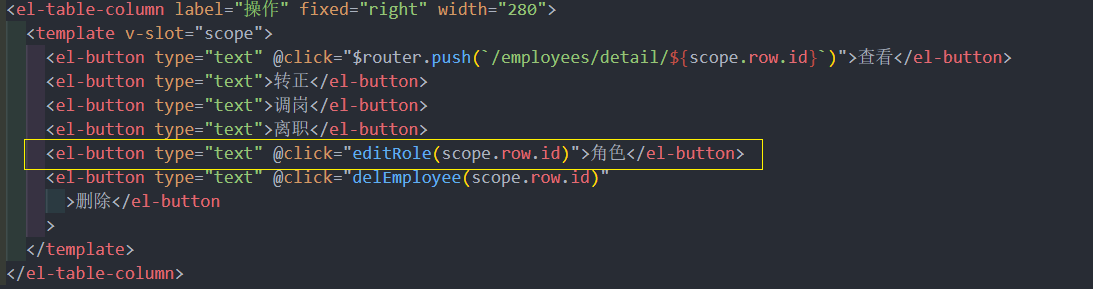 <el-table-column label="操作" fixed="right" width="280">
<template v-slot="scope">
<el-button type="text" @click="$router.push(`/employees/detail/${scope.row.id}`)">查看</el-button>
<el-button type="text">转正</el-button>
<el-button type="text">调岗</el-button>
<el-button type="text">离职</el-button>
<el-button type="text" @click="editRole(scope.row.id)">角色</el-button>
<el-button type="text" @click="delEmployee(scope.row.id)"
>删除</el-button
>
</template>
</el-table-column>